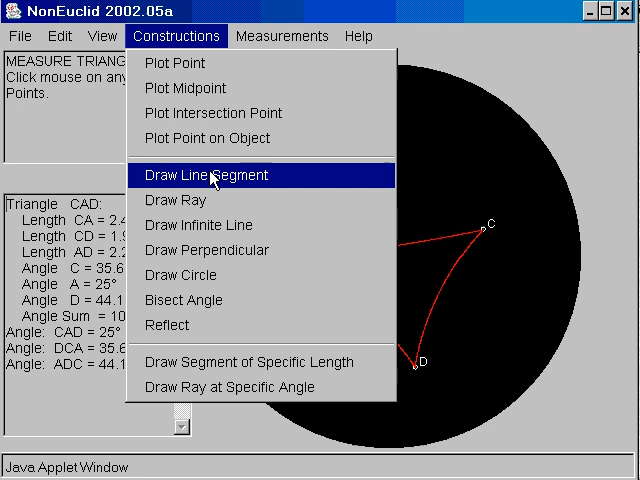 NonEuclid 2002.05a
File Edit View Constructions Measurements Help
MEASURE TRIANG
Click mouse on any
Points.
Plot Point
Plot Midpoint
Plot Intersection Point
Plot Point on Object
Draw Line Segment
Draw Ray
Draw Infinite Line
Draw Perpendicular
Draw Circle
Bisect Angle
Reflect
Draw Segment of Specific Length
Draw Ray at Specific Angle
Triangle CAD:
Length CA = 2.4
Length CD = 1.9
Length AD = 2.2
Angle C = 35.6
Angle A = 25°
Angle D = 44.1
Angle Sum = 10
Angle: CAD = 25°
Angle: DCA = 35.6
Angle: ADC = 44.1
C
D
Java Applet Window